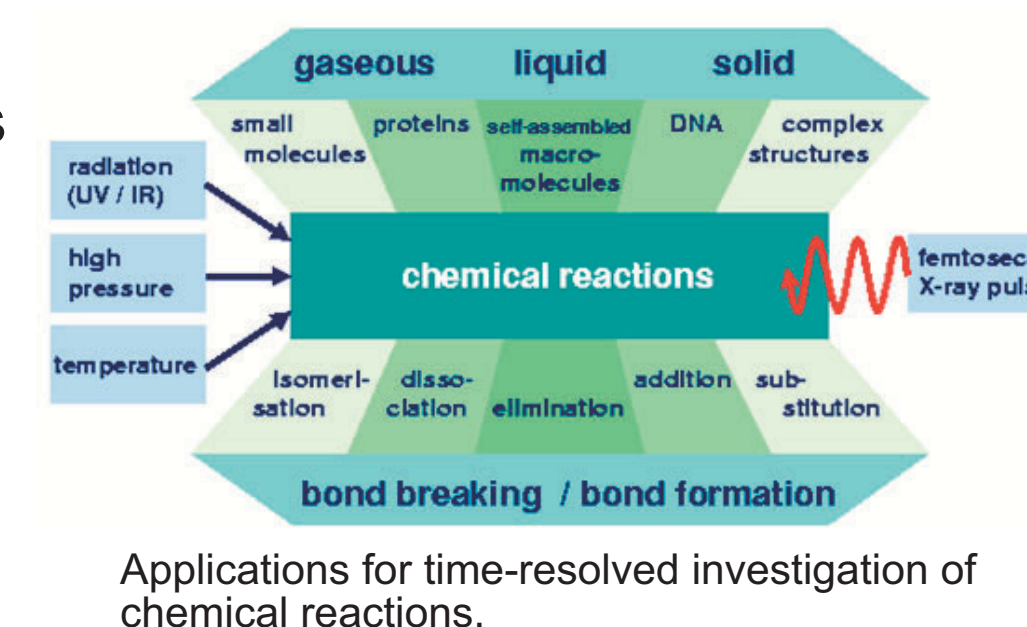 s
gaseous liquid solid
small
molecules
proteins
self-assembled
macro-
molecules
DNA
complex
structures
radiation
(UV / IR)
high
pressure
temperature
chemical reactions
X-ray
isomeri-
sation
disso-
ciation
elimination
addition
sub-
stitution
bond breaking / bond formation
Applications for time-resolved investigation of
chemical reactions.